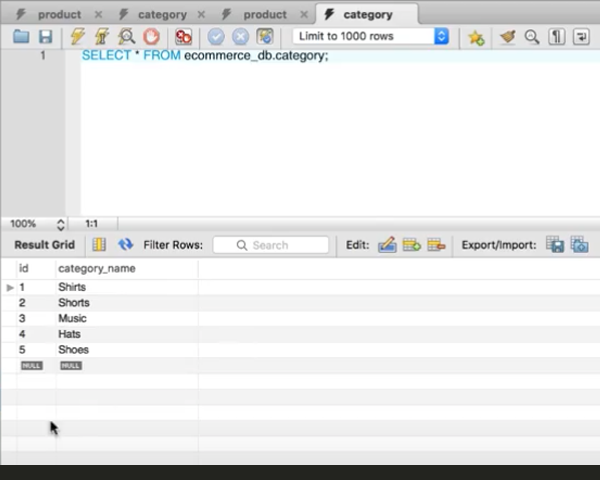 product category product category
Limit to 1000 rows
1 SELECT * FROM ecommerce_db.category;
100% 1:1
Result Grid Filter Rows: Search Edit: Export/Import:
id category_name
1 Shirts
2 Shorts
3 Music
4 Hats
5 Shoes
NULL NULL